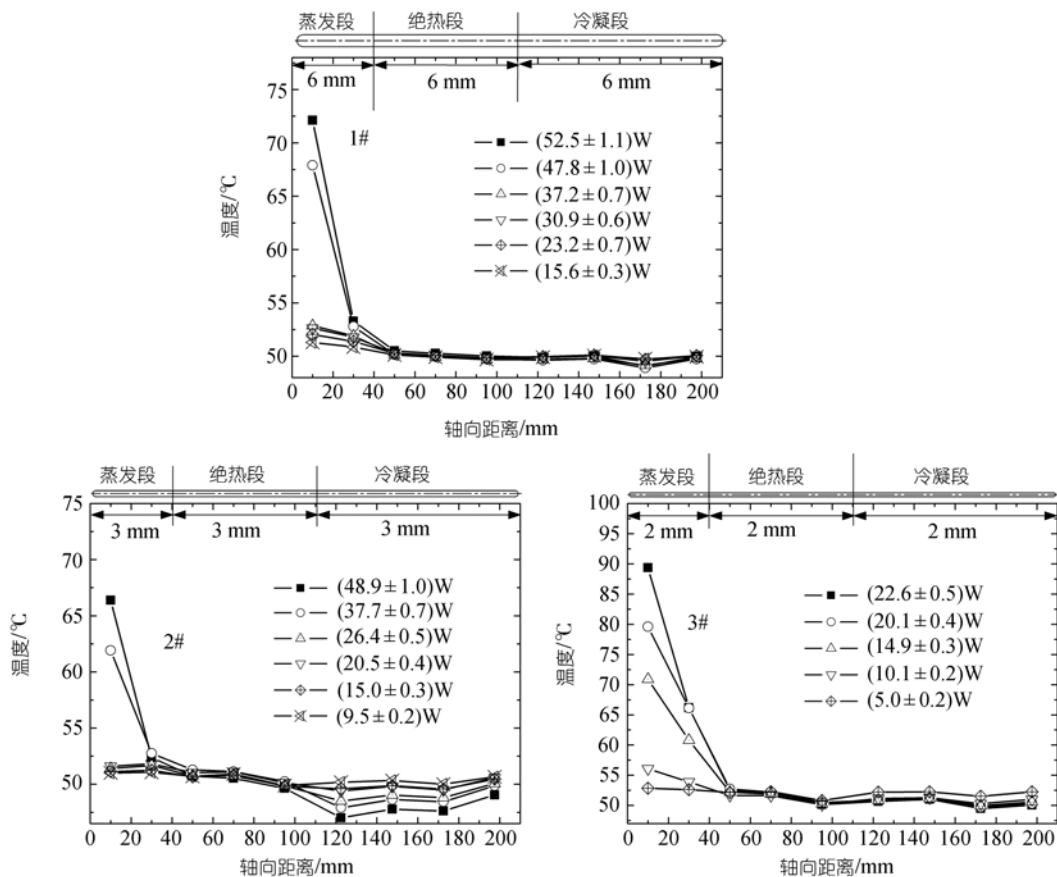 蒸发段 绝热段 冷凝段
6 mm 6 mm 6 mm
75
70
65
60
55
50
温度/℃
1#
(52.5±1.1)W
(47.8±1.0)W
(37.2±0.7)W
(30.9±0.6)W
(23.2±0.7)W
(15.6±0.3)W
0 20 40 60 80 100 120 140 160 180 200
轴向距离/mm
蒸发段 绝热段 冷凝段
3 mm 3 mm 3 mm
75
70
65
60
55
50
温度/℃
2#
(48.9±1.0)W
(37.7±0.7)W
(26.4±0.5)W
(20.5±0.4)W
(15.0±0.3)W
(9.5±0.2)W
0 20 40 60 80 100 120 140 160 180 200
轴向距离/mm
蒸发段 绝热段 冷凝段
2 mm 2 mm 2 mm
100
95
90
85
80
75
70
65
60
55
50
温度/℃
3#
(22.6±0.5)W
(20.1±0.4)W
(14.9±0.3)W
(10.1±0.2)W
(5.0±0.2)W
0 20 40 60 80 100 120 140 160 180 200
轴向距离/mm